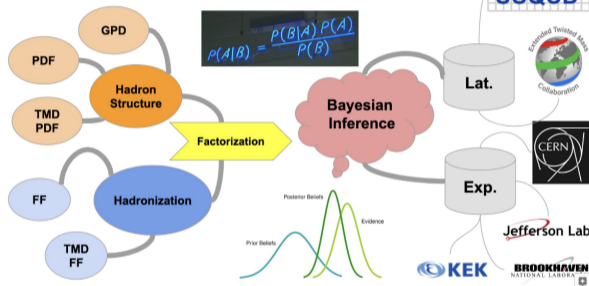 GPD
PDF
Hadron
Structure
TMD
PDF
Factorization
FF
Hadronization
TMD
FF
P(A|B) = P(B|A) P(A)
P(B)
Bayesian
Inference
Posterior Beliefs
Evidence
Prior Beliefs
Lat.
Extended Twisted Mass
Collaboration
CERN
Exp.
Jefferson Lab
KEK
BROOKHAVEN
NATIONAL LABORA